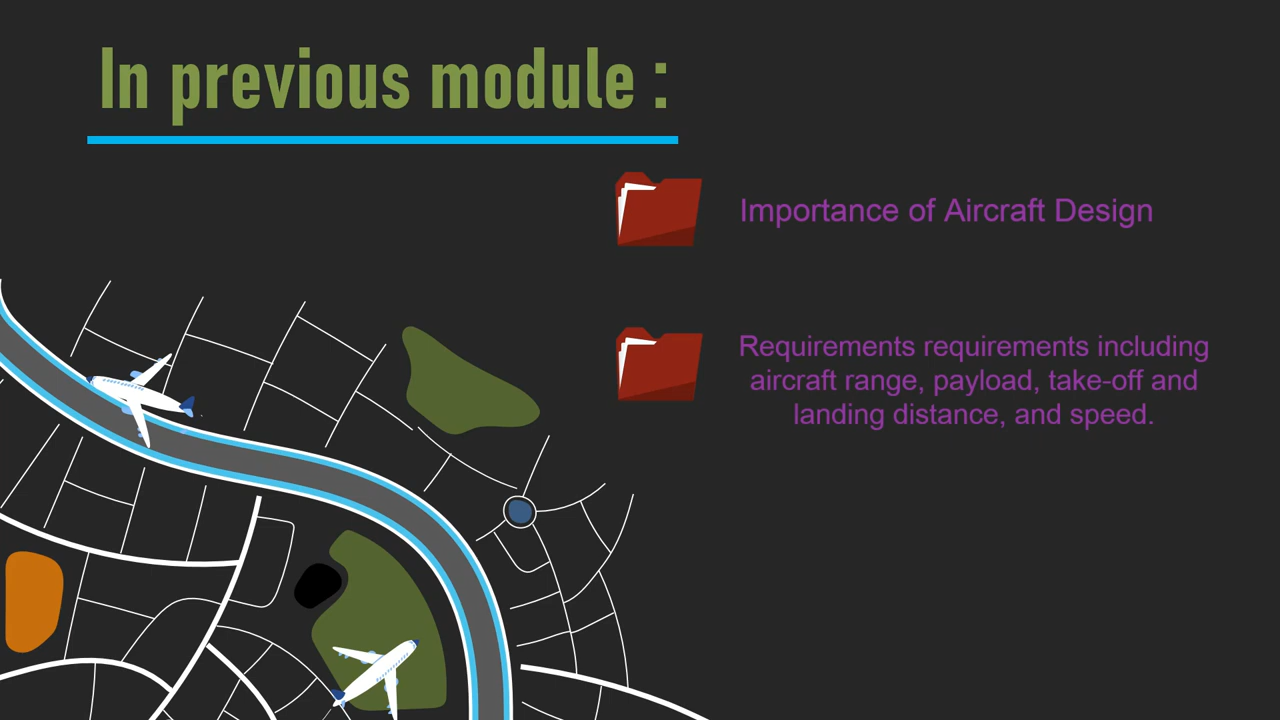 In previous module :
Importance of Aircraft Design
Requirements requirements including
aircraft range, payload, take-off and
landing distance, and speed.